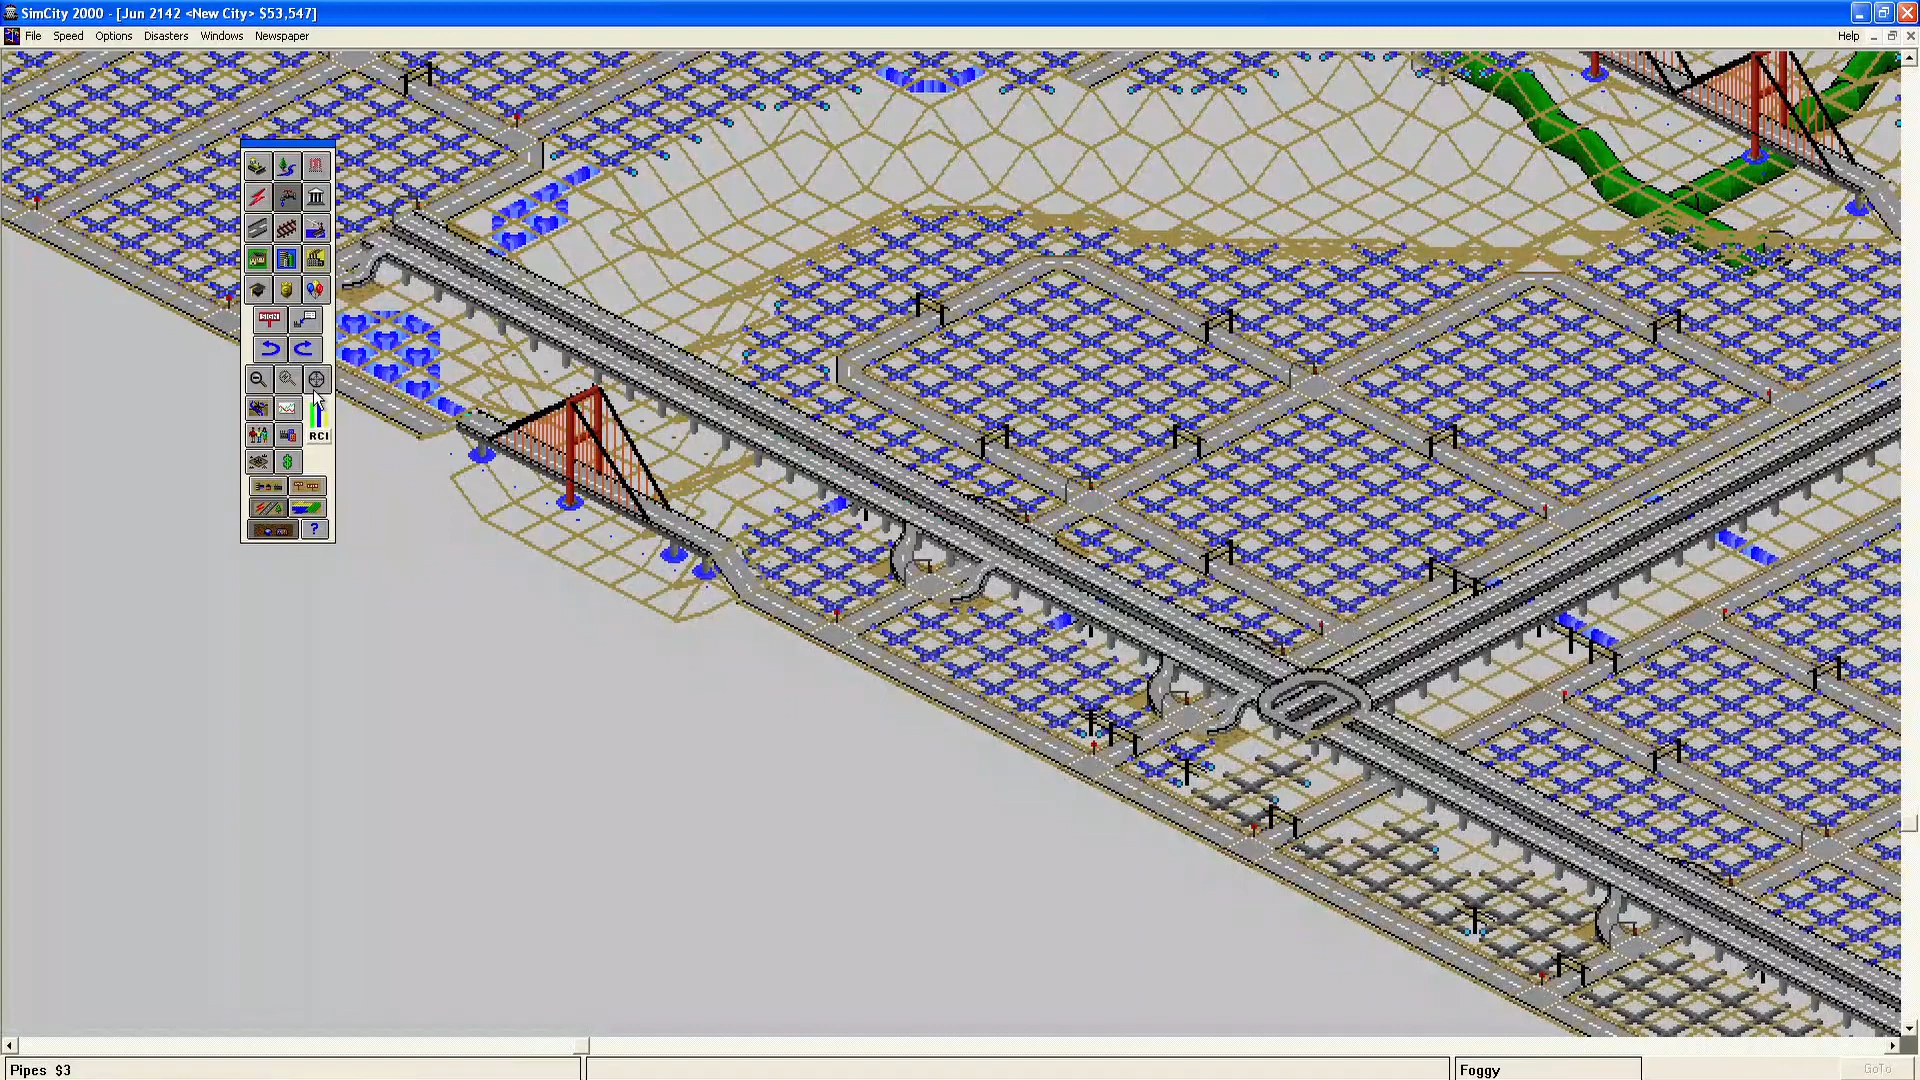 SimCity 2000 - [Jun 2142 <New City> $53,547]
File Speed Options Disasters Windows Newspaper Help
SIGN
RCI
?
Pipes $3 Foggy GoTo